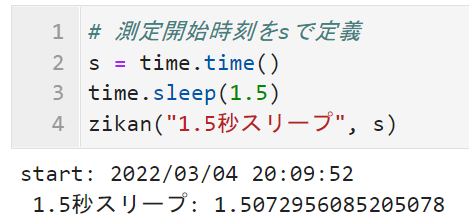 1 # 測定開始時刻をsで定義
2 s = time.time()
3 time.sleep(1.5)
4 zikan("1.5秒スリープ", s)
start: 2022/03/04 20:09:52
1.5秒スリープ: 1.5072956085205078